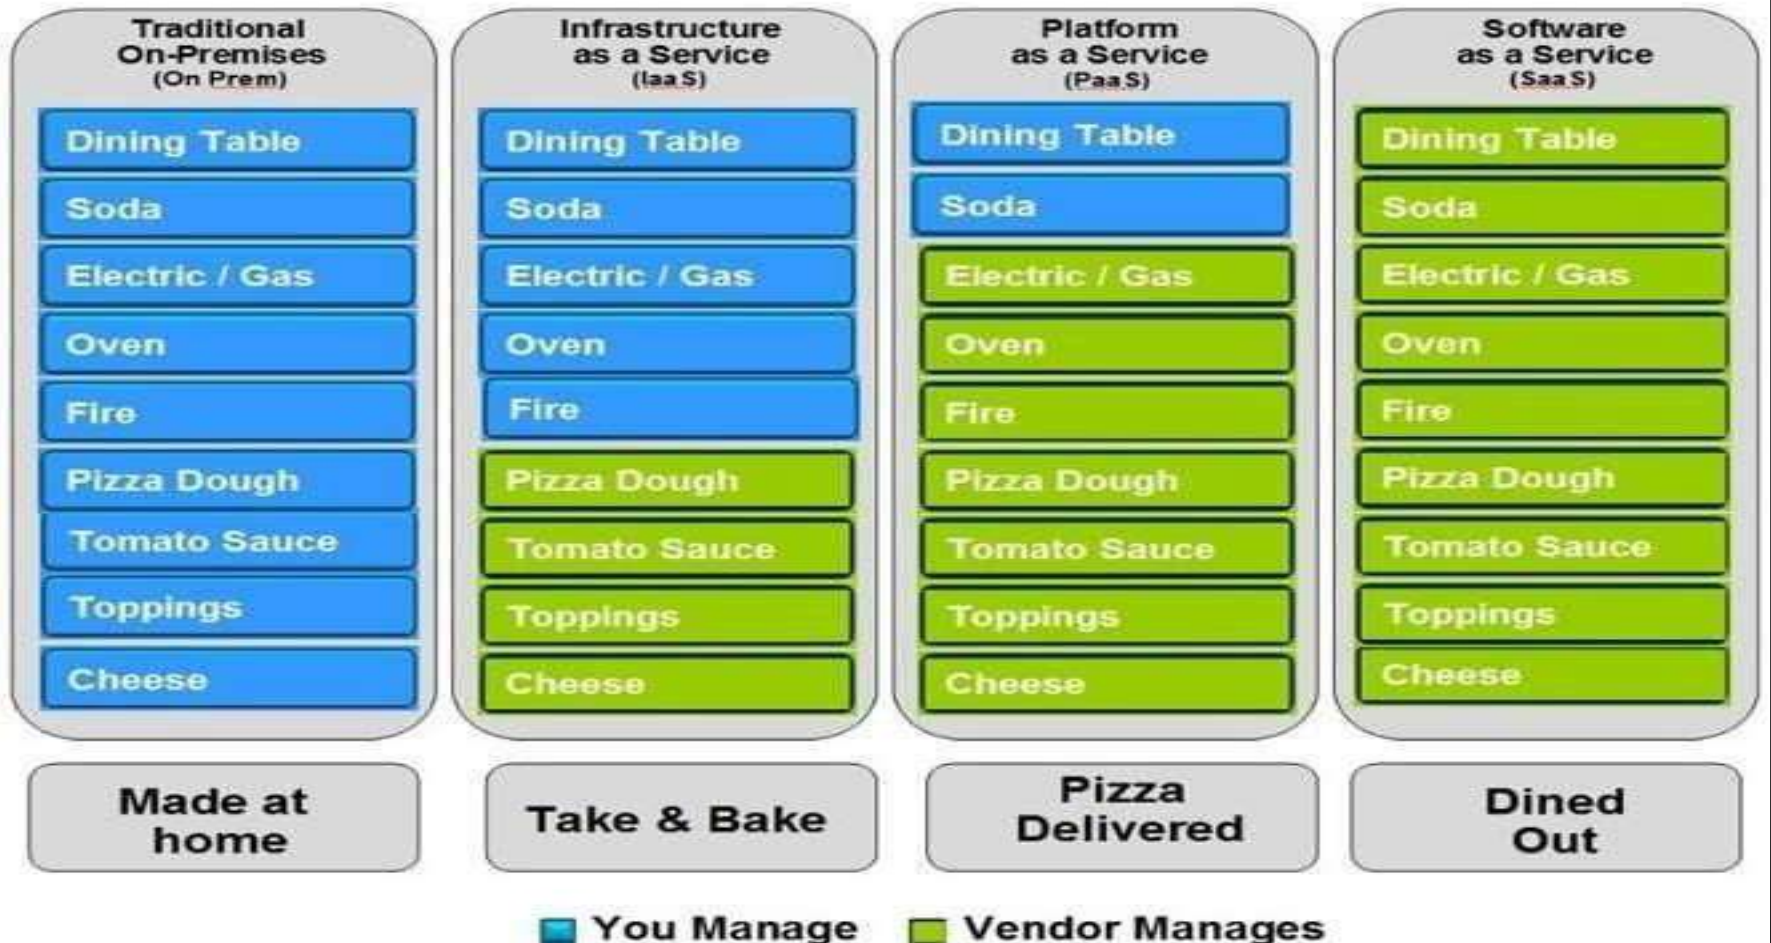 Traditional
On-Premises
(On Prem)
Dining Table
Soda
Electric / Gas
Oven
Fire
Pizza Dough
Tomato Sauce
Toppings
Cheese
Made at
home
Infrastructure
as a Service
(IaaS)
Dining Table
Soda
Electric / Gas
Oven
Fire
Pizza Dough
Tomato Sauce
Toppings
Cheese
Take & Bake
Platform
as a Service
(PaaS)
Dining Table
Soda
Electric / Gas
Oven
Fire
Pizza Dough
Tomato Sauce
Toppings
Cheese
Pizza
Delivered
Software
as a Service
(SaaS)
Dining Table
Soda
Electric / Gas
Oven
Fire
Pizza Dough
Tomato Sauce
Toppings
Cheese
Dined
Out
You Manage
Vendor Manages